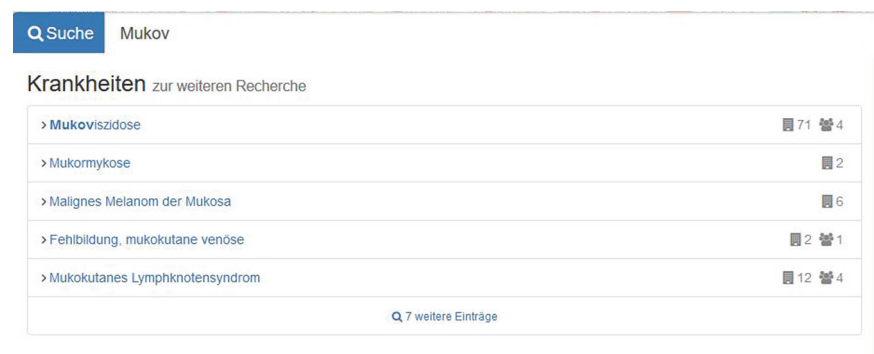 Suche Mukov
Krankheiten zur weiteren Recherche
Mukoviszidose 71 4
Mukormykose 2
Malignes Melanom der Mukosa 6
Fehlbildung, mukokutane venöse 2 1
Mukokutanes Lymphknotensyndrom 12 4
7 weitere Einträge